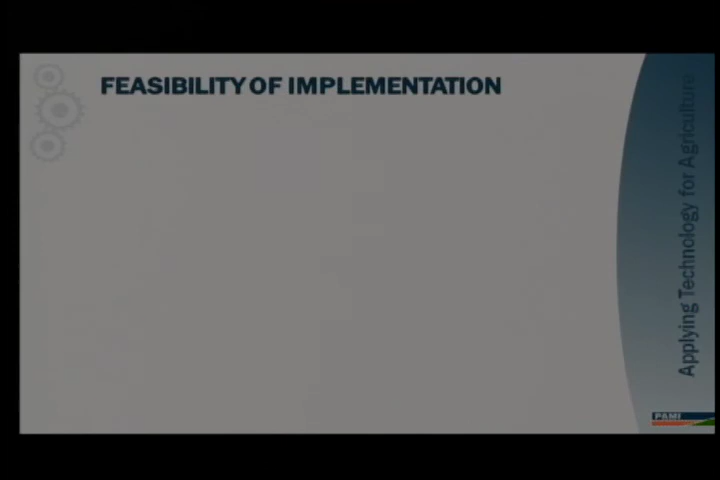 FEASIBILITY OF IMPLEMENTATION
Applying Technology for Agriculture
PAMI